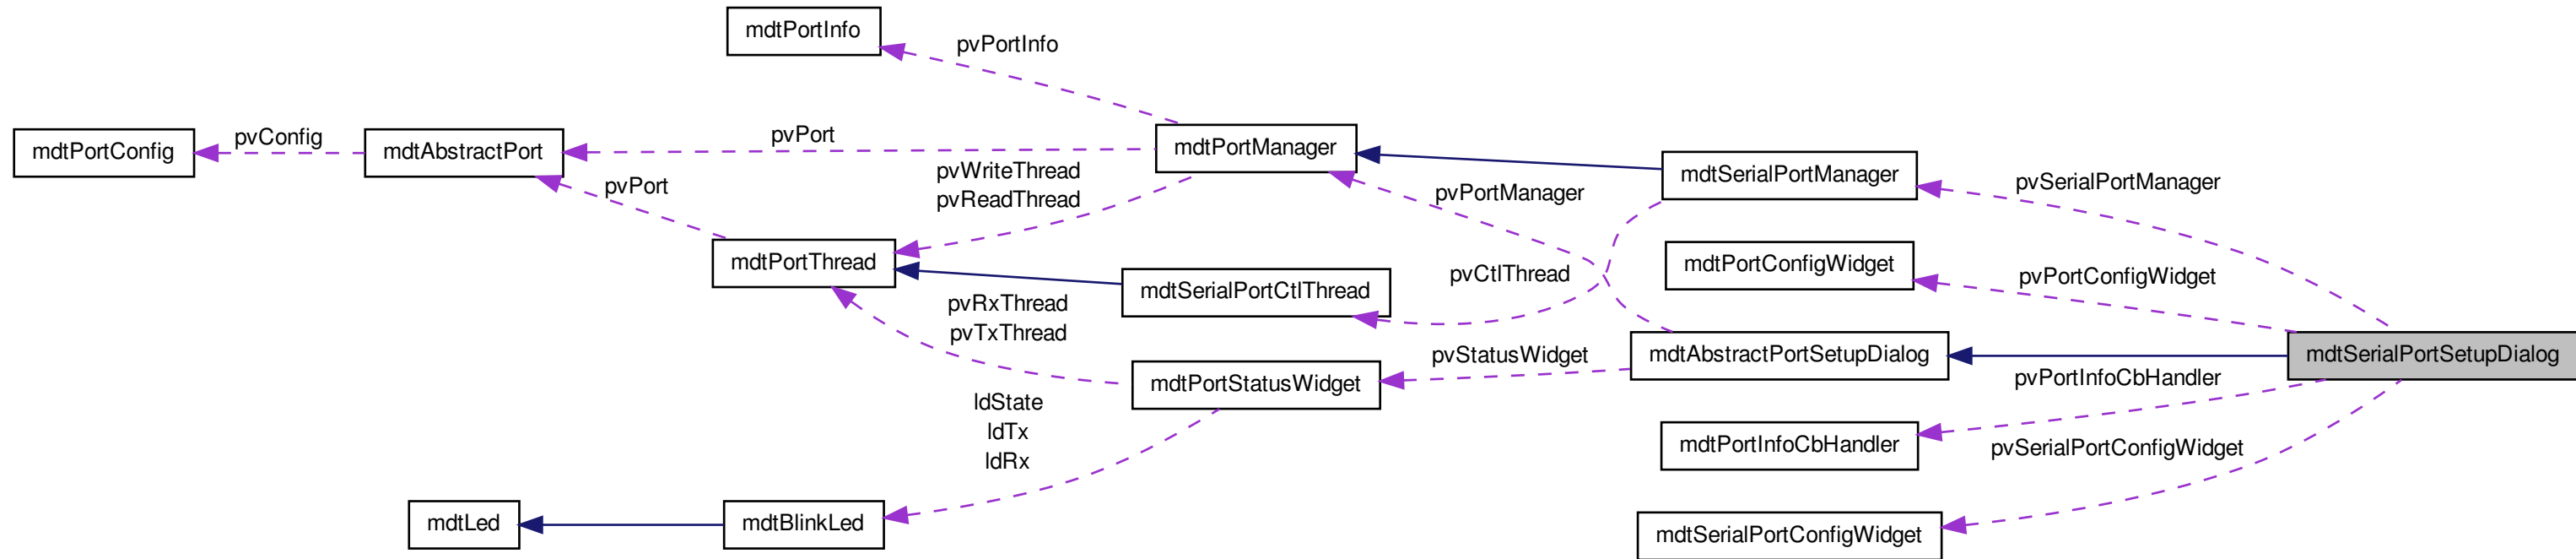 mdtPortInfo
pvPortInfo
mdtPortConfig
pvConfig
mdtAbstractPort
pvPort
mdtPortManager
pvPort
pvWriteThread
pvReadThread
mdtPortThread
mdtSerialPortManager
pvPortManager
pvSerialPortManager
mdtPortConfigWidget
pvPortConfigWidget
pvCtlThread
mdtSerialPortCtlThread
pvRxThread
pvTxThread
mdtPortStatusWidget
pvStatusWidget
mdtAbstractPortSetupDialog
mdtSerialPortSetupDialog
pvPortInfoCbHandler
mdtPortInfoCbHandler
pvSerialPortConfigWidget
mdtSerialPortConfigWidget
ldState
ldTx
ldRx
mdtLed
mdtBlinkLed